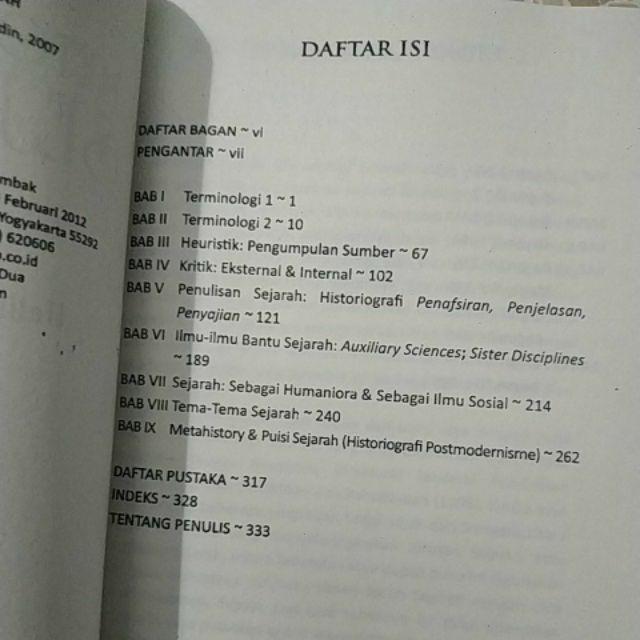 din, 2007
mbak
Februari 2012
Yogyakarta 55292
) 620606
.co.id
Dua
n
DAFTAR ISI
DAFTAR BAGAN ~ vi
PENGANTAR ~ vii
BAB I Terminologi 1 ~ 1
BAB II Terminologi 2 ~ 10
BAB III Heuristik: Pengumpulan Sumber ~ 67
BAB IV Kritik: Eksternal & Internal ~ 102
BAB V Penulisan Sejarah: Historiografi Penafsiran, Penjelasan,
Penyajian ~ 121
BAB VI Ilmu-ilmu Bantu Sejarah: Auxiliary Sciences; Sister Disciplines
~ 189
BAB VII Sejarah: Sebagai Humaniora & Sebagai Ilmu Sosial ~ 214
BAB VIII Tema-Tema Sejarah ~ 240
BAB IX Metahistory & Puisi Sejarah (Historiografi Postmodernisme) ~ 262
DAFTAR PUSTAKA ~ 317
INDEKS ~ 328
TENTANG PENULIS ~ 333